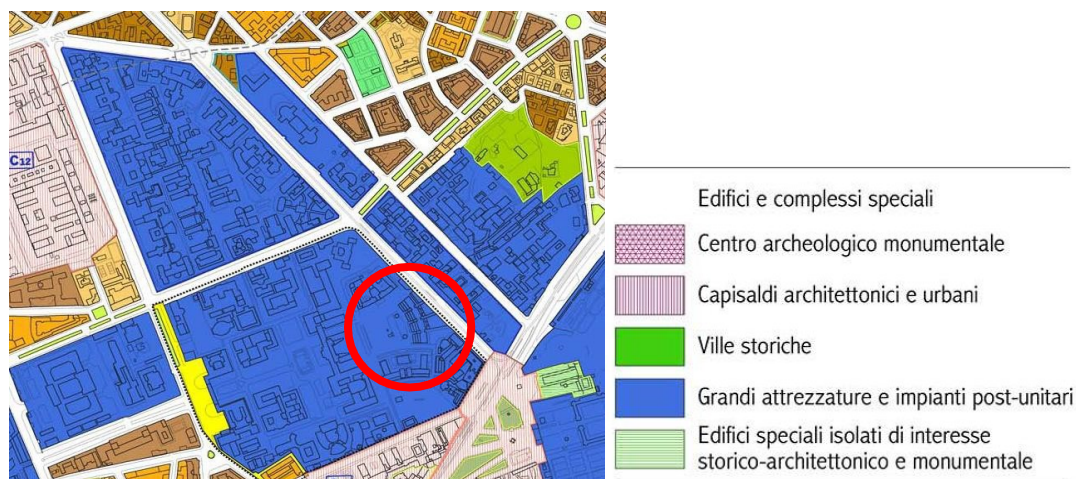 C12
Edifici e complessi speciali
Centro archeologico monumentale
Capisaldi architettonici e urbani
Ville storiche
Grandi attrezzature e impianti post-unitari
Edifici speciali isolati di interesse
storico-architettonico e monumentale